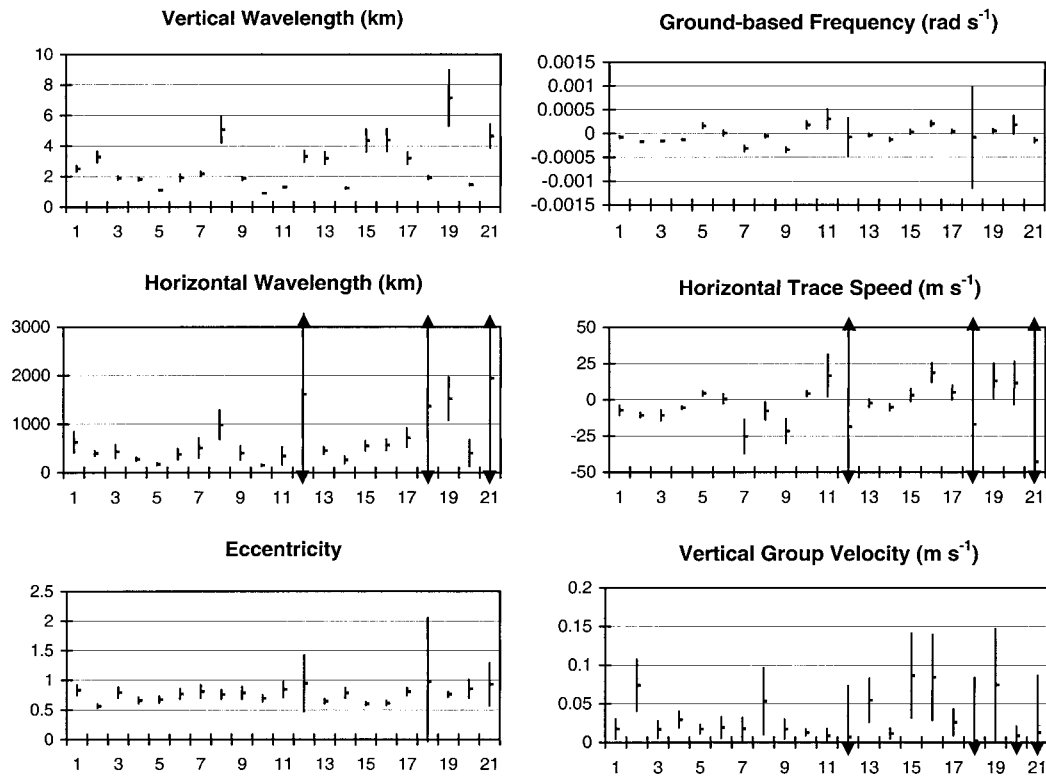 Vertical Wavelength (km)
10
8
6
4
2
0
1 3 5 7 9 11 13 15 17 19 21
Ground-based Frequency (rad s⁻¹)
0.0015
0.001
0.0005
0
-0.0005
-0.001
-0.0015
1 3 5 7 9 11 13 15 17 19 21
Horizontal Wavelength (km)
3000
2000
1000
0
1 3 5 7 9 11 13 15 17 19 21
Horizontal Trace Speed (m s⁻¹)
50
25
0
-25
-50
1 3 5 7 9 11 13 15 17 19 21
Eccentricity
2.5
2
1.5
1
0.5
0
1 3 5 7 9 11 13 15 17 19 21
Vertical Group Velocity (m s⁻¹)
0.2
0.15
0.1
0.05
0
1 3 5 7 9 11 13 15 17 19 21